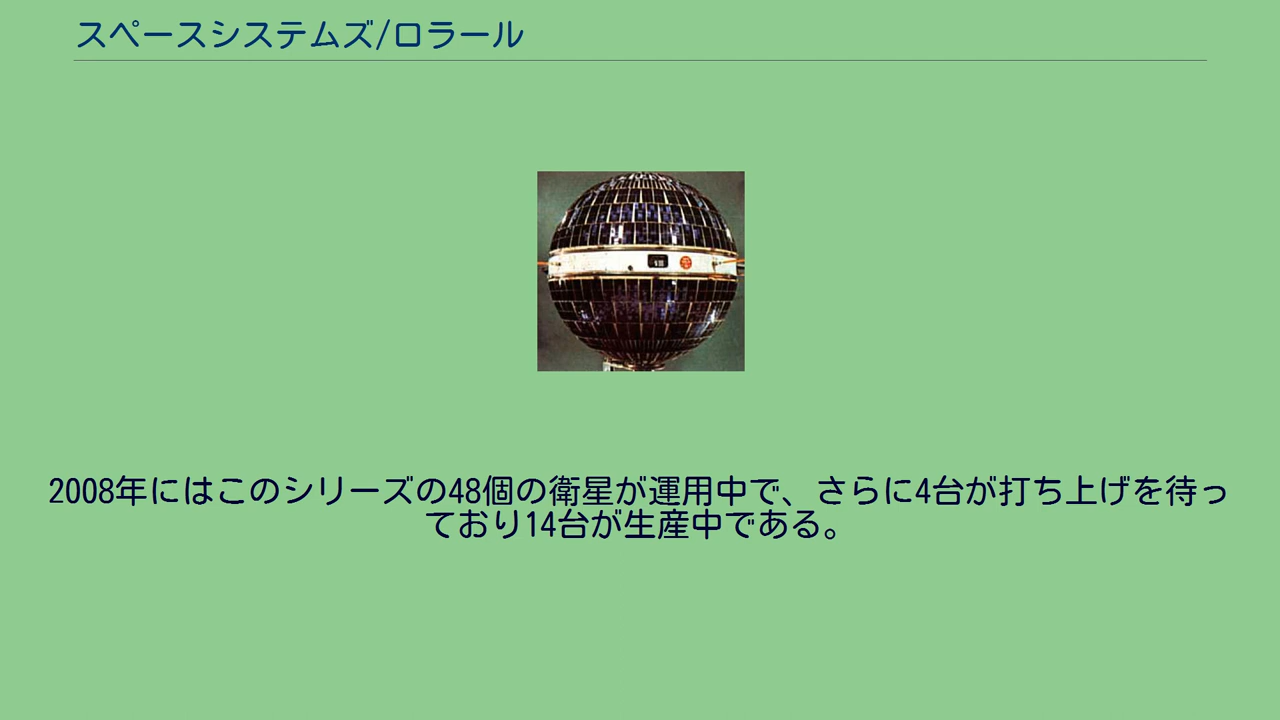 スペースシステムズ/ロラール
2008年にはこのシリーズの48個の衛星が運用中で、さらに4台が打ち上げを待っ
ており14台が生産中である。